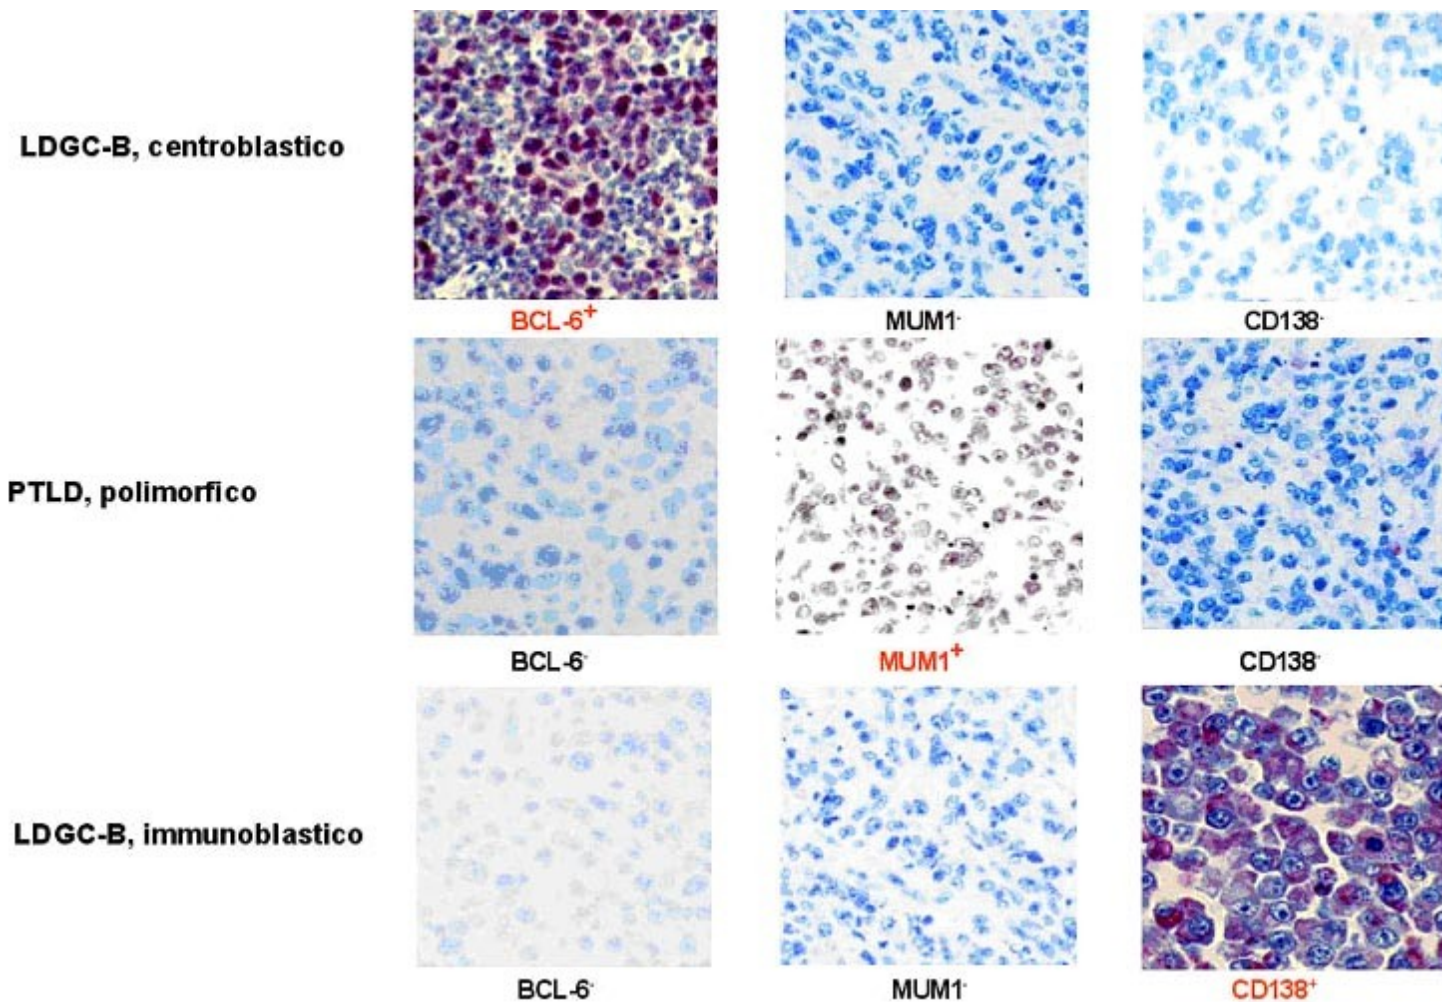 LDGC-B, centroblastico
BCL-6+ MUM1- CD138-
PTLD, polimorfico
BCL-6- MUM1+ CD138-
LDGC-B, immunoblastico
BCL-6- MUM1- CD138+